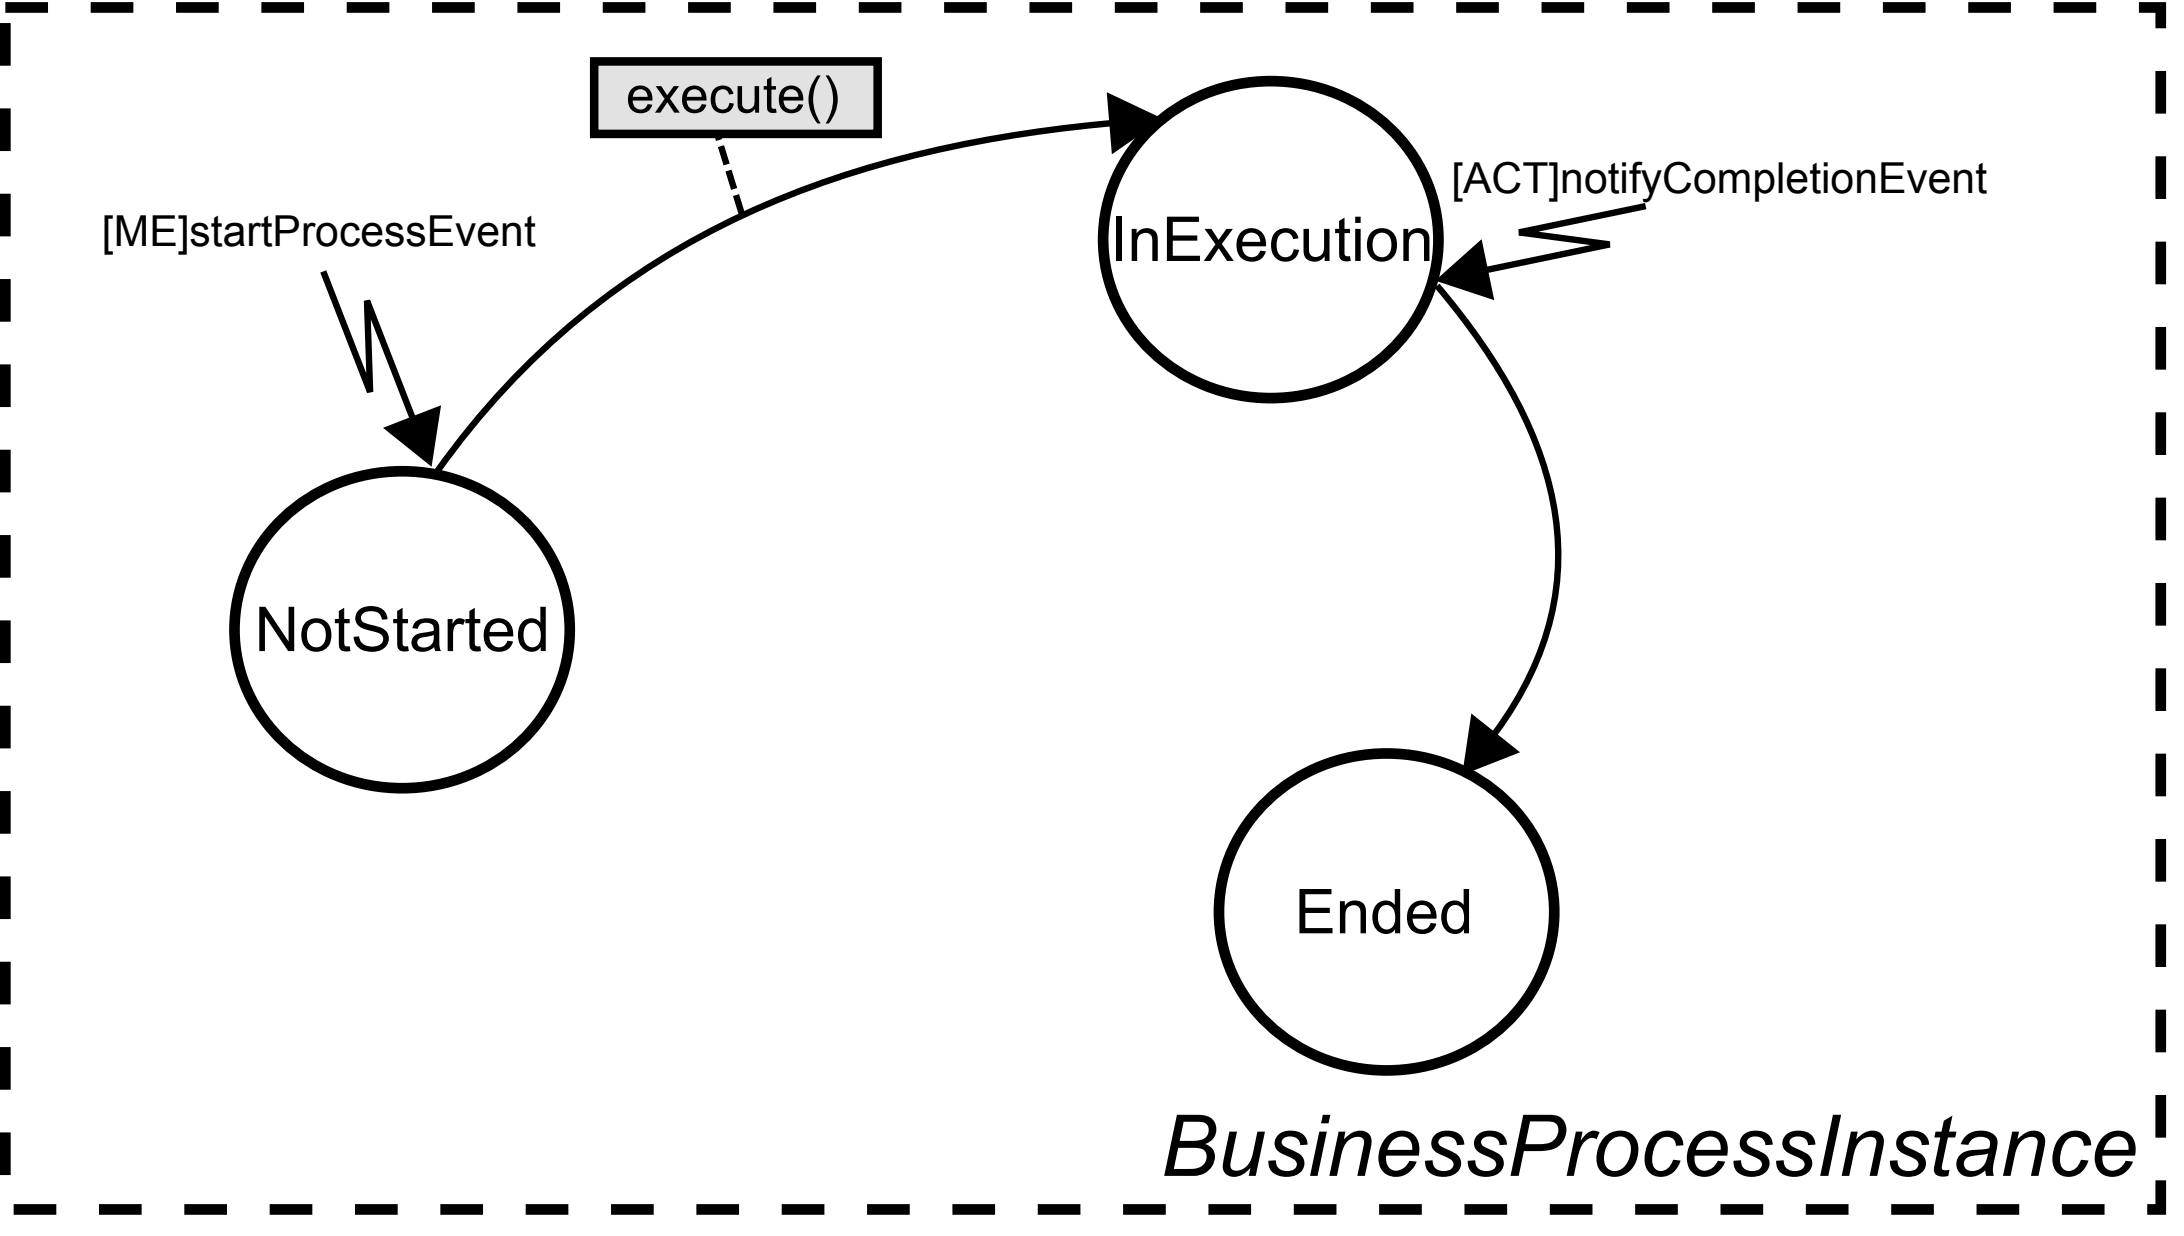 execute()
[ACT]notifyCompletionEvent
[ME]startProcessEvent
InExecution
NotStarted
Ended
BusinessProcessInstance